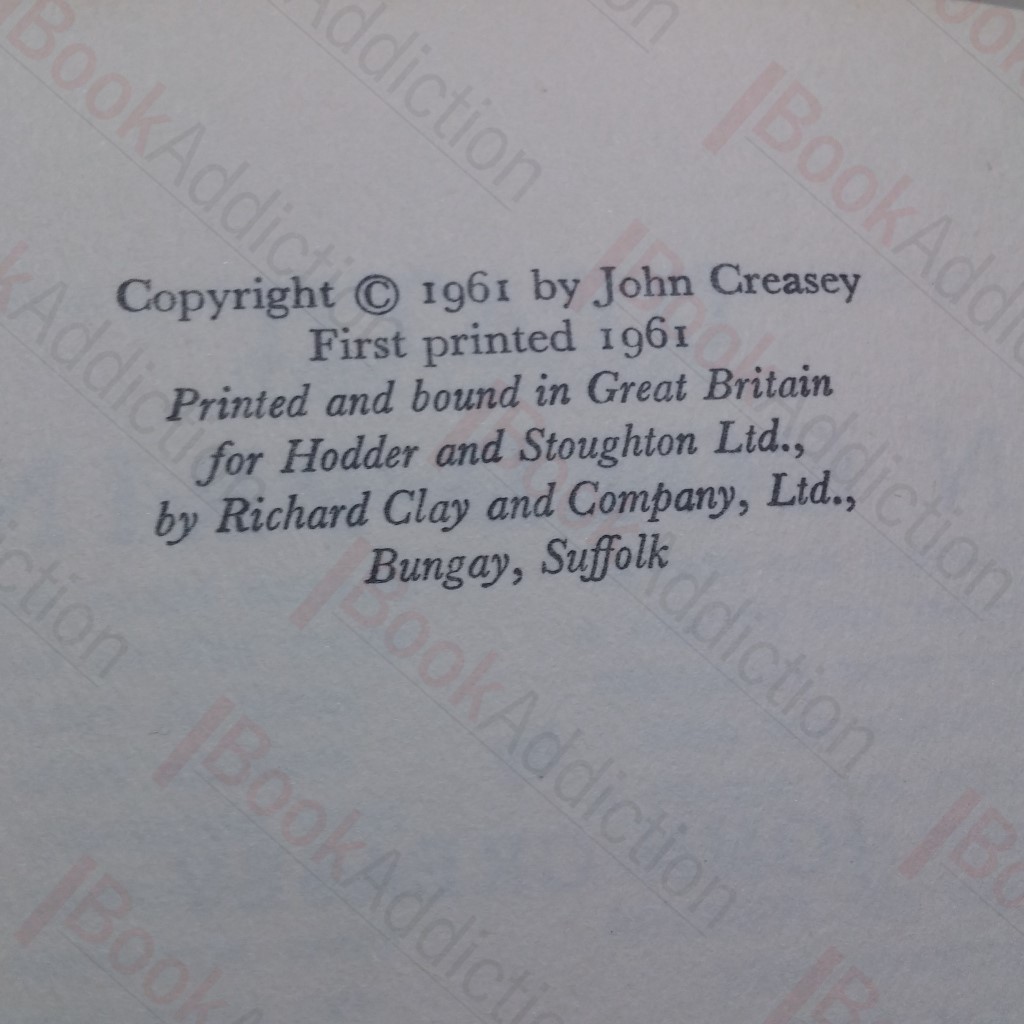 Copyright © 1961 by John Creasey
First printed 1961
Printed and bound in Great Britain
for Hodder and Stoughton Ltd.,
by Richard Clay and Company, Ltd.,
Bungay, Suffolk
BookAddiction